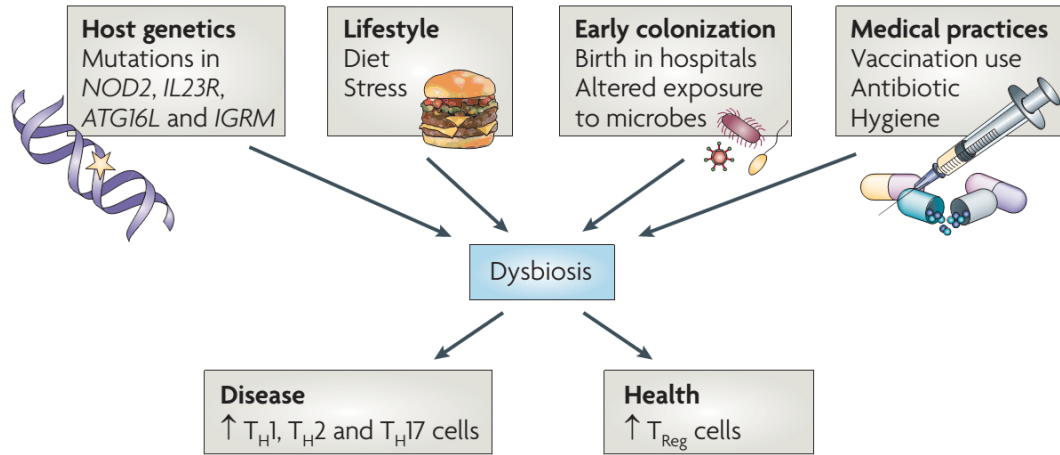 Host genetics
Mutations in
NOD2, IL23R,
ATG16L and IGRM
Lifestyle
Diet
Stress
Early colonization
Birth in hospitals
Altered exposure
to microbes
Medical practices
Vaccination use
Antibiotic
Hygiene
Dysbiosis
Disease
↑ TH1, TH2 and TH17 cells
Health
↑ TReg cells